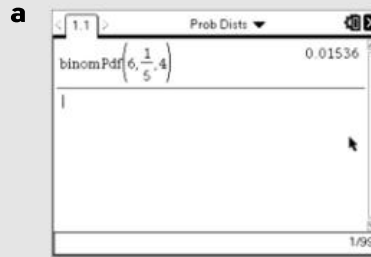 a
1.1
Prob Dists
binomPdf(6,1/5,4)
0.01536
1/99